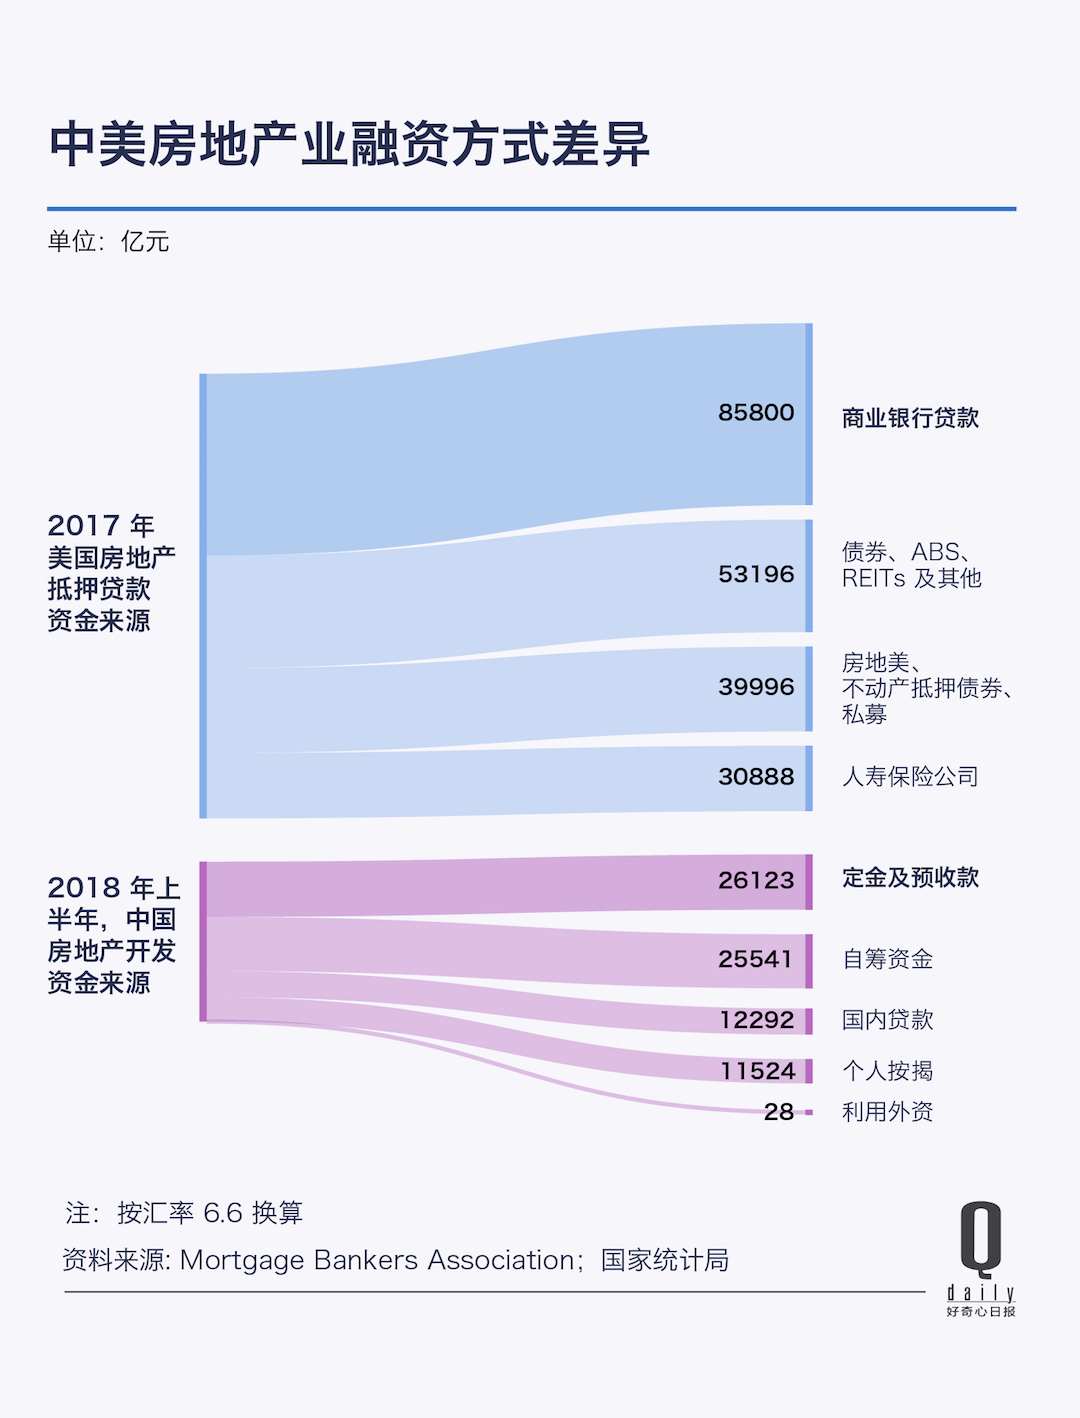 中美房地产业融资方式差异
单位：亿元
2017 年
美国房地产
抵押贷款
资金来源
85800
商业银行贷款
53196
债券、ABS、
REITs 及其他
39996
房地美、
不动产抵押债券、
私募
30888
人寿保险公司
2018 年上
半年，中国
房地产开发
资金来源
26123
定金及预收款
25541
自筹资金
12292
国内贷款
11524
个人按揭
28
利用外资
注：按汇率 6.6 换算
资料来源: Mortgage Bankers Association；国家统计局
Q
daily
好奇心日报